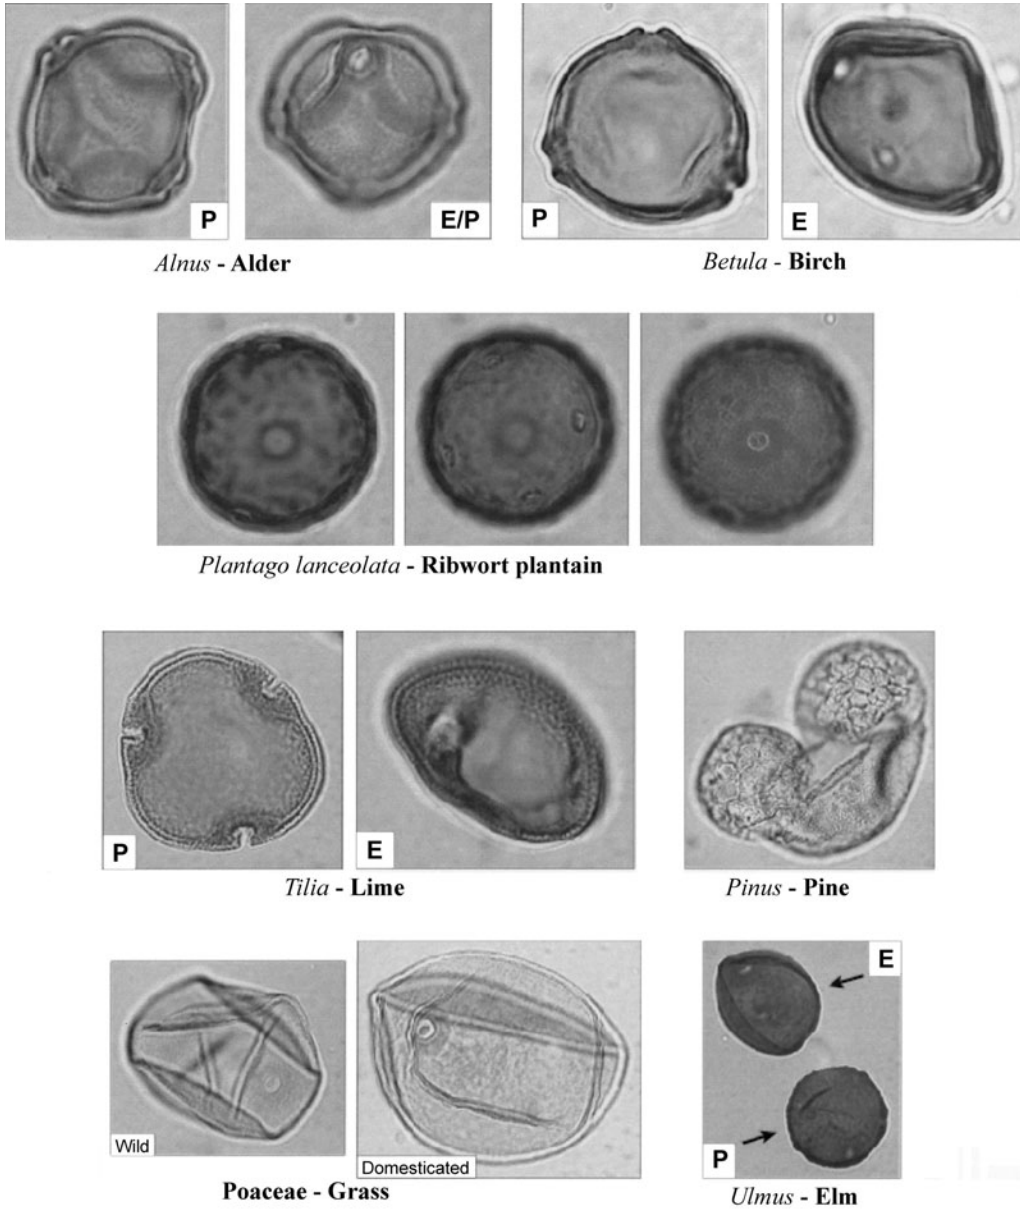 P
E/P
P
E
Alnus - Alder
Betula - Birch
Plantago lanceolata - Ribwort plantain
P
E
Tilia - Lime
Pinus - Pine
Wild
Domesticated
E
P
Poaceae - Grass
Ulmus - Elm